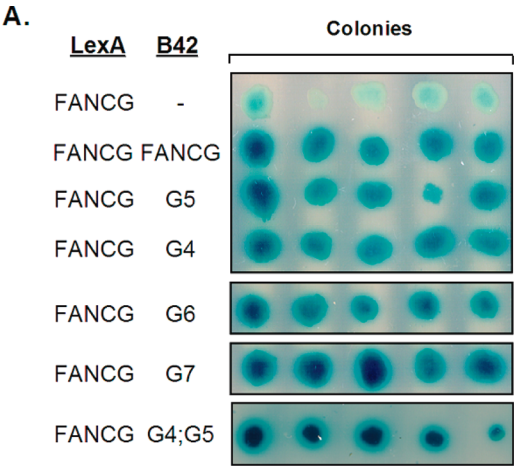 A.
Colonies
LexA B42
FANCG -
FANCG FANCG
FANCG G5
FANCG G4
FANCG G6
FANCG G7
FANCG G4;G5